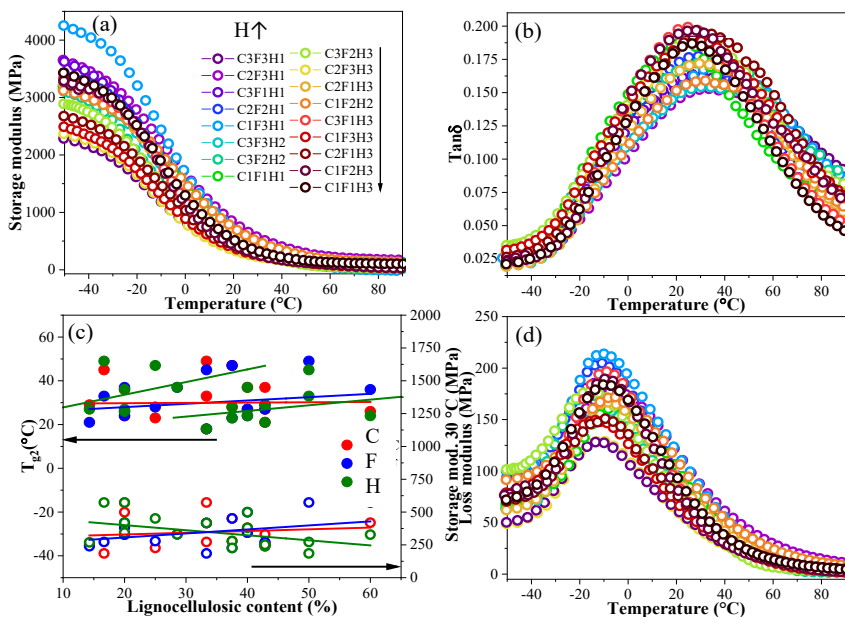 (a)
H↑
C3F3H1
C2F3H1
C3F1H1
C2F2H1
C1F3H1
C3F3H2
C3F2H2
C1F1H1
C3F2H3
C2F3H3
C2F1H3
C1F2H2
C3F1H3
C1F3H3
C2F1H3
C1F2H3
C1F1H3
Storage modulus (MPa)
4000
3000
2000
1000
0
-40
-20
0
20
40
60
80
Temperature (°C)
(b)
Tanδ
0.200
0.175
0.150
0.125
0.100
0.075
0.050
0.025
-40
-20
0
20
40
60
80
Temperature (°C)
(c)
Tg2(°C)
60
40
20
0
-20
-40
C
F
H
2000
1750
1500
1250
1000
750
500
250
0
Storage mod. 30 °C (MPa)
10
20
30
40
50
60
Lignocellulosic content (%)
(d)
Loss modulus (MPa)
250
200
150
100
50
0
-40
-20
0
20
40
60
80
Temperature (°C)